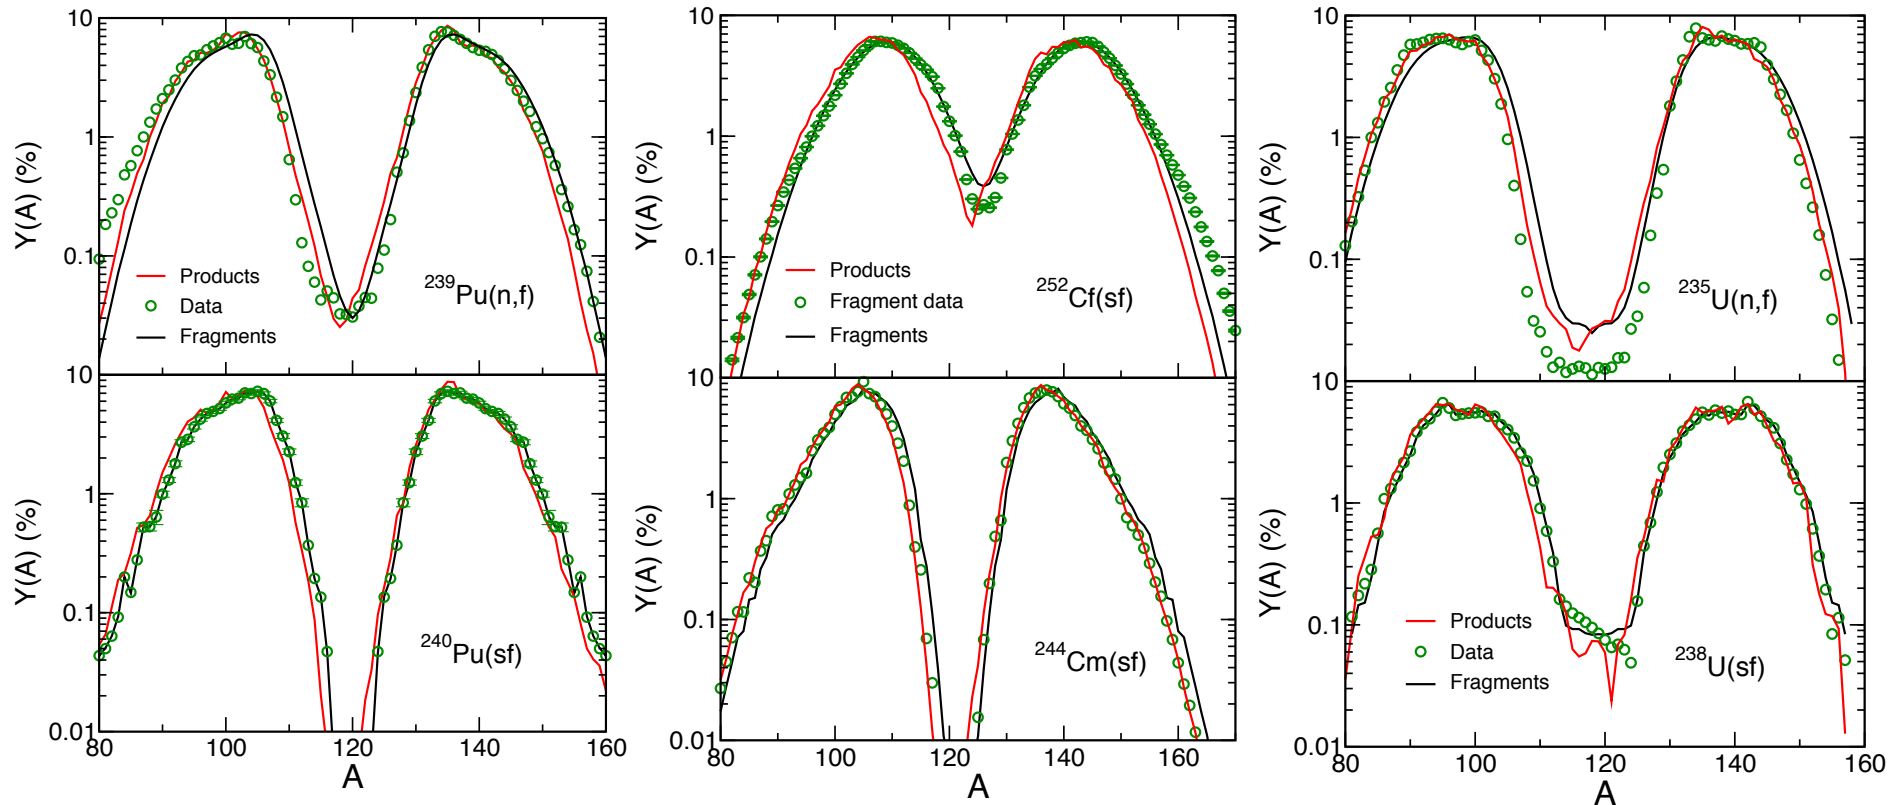 10
1
0.1
Y(A) (%)
Products
Data
Fragments
²³⁹Pu(n,f)
10
1
0.1
Y(A) (%)
Products
Fragment data
Fragments
²⁵²Cf(sf)
10
1
0.1
Y(A) (%)
²³⁵U(n,f)
10
1
0.1
0.01
Y(A) (%)
²⁴⁰Pu(sf)
80 100 120 140 160
A
10
1
0.1
0.01
Y(A) (%)
²⁴⁴Cm(sf)
80 100 120 140 160
A
10
1
0.1
0.01
Y(A) (%)
Products
Data
Fragments
²³⁸U(sf)
80 100 120 140 160
A